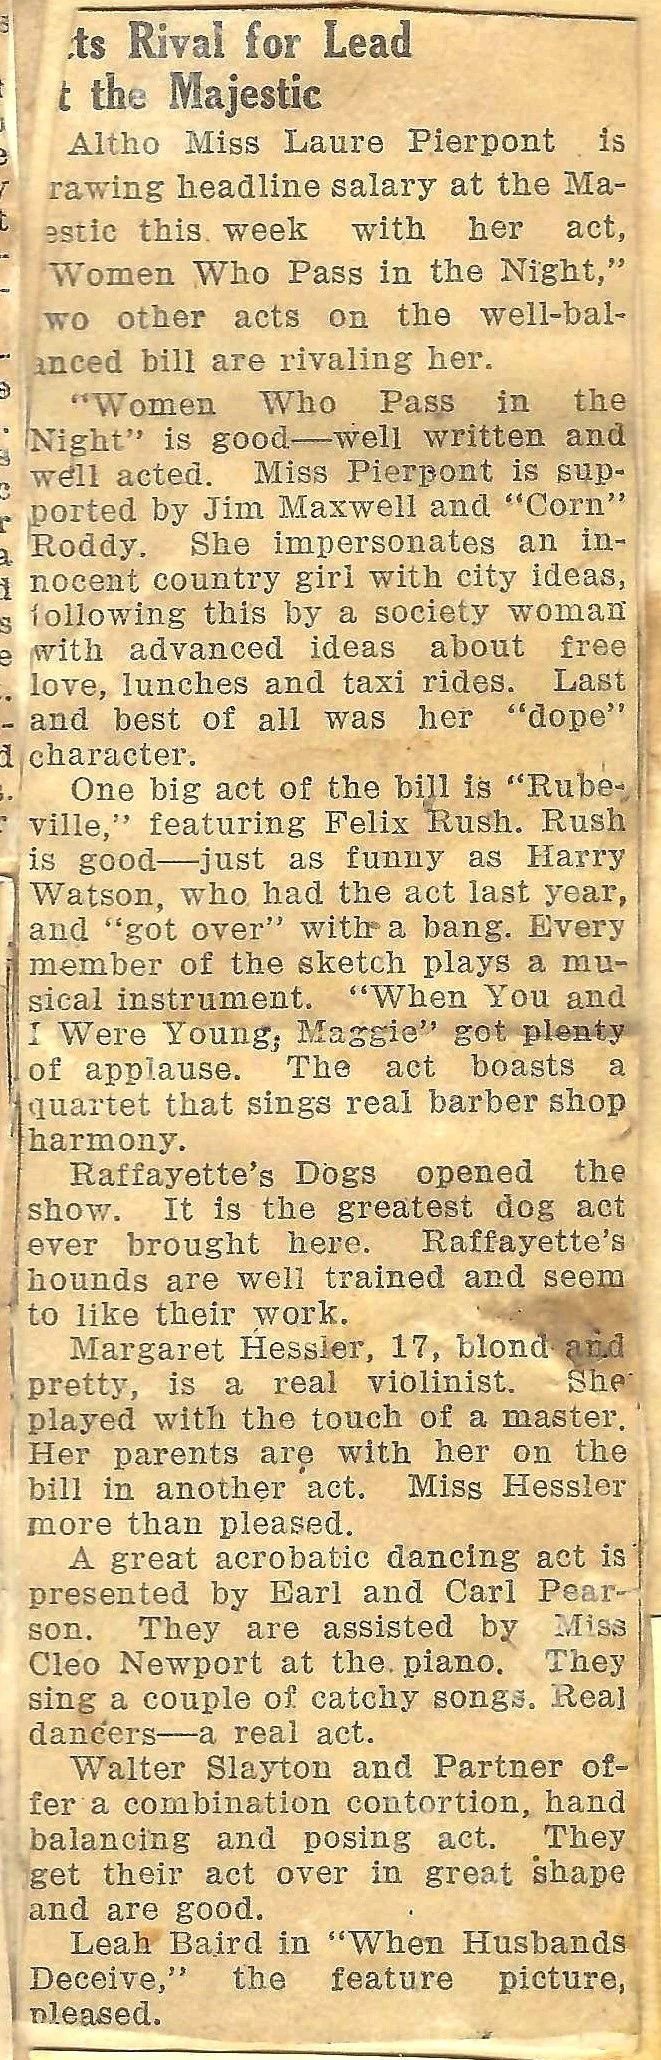 ts Rival for Lead
t the Majestic
Altho Miss Laure Pierpont is
rawing headline salary at the Ma-
estic this week with her act,
Women Who Pass in the Night,"
wo other acts on the well-bal-
anced bill are rivaling her.
"Women Who Pass in the
Night" is good—well written and
well acted. Miss Pierpont is sup-
ported by Jim Maxwell and "Corn"
Roddy. She impersonates an in-
nocent country girl with city ideas,
following this by a society woman
with advanced ideas about free
love, lunches and taxi rides. Last
and best of all was her "dope"
character.
One big act of the bill is "Rube-
ville," featuring Felix Rush. Rush
is good—just as funny as Harry
Watson, who had the act last year,
and "got over" with a bang. Every
member of the sketch plays a mu-
sical instrument. "When You and
I Were Young, Maggie" got plenty
of applause. The act boasts a
quartet that sings real barber shop
harmony.
Raffayette's Dogs opened the
show. It is the greatest dog act
ever brought here. Raffayette's
hounds are well trained and seem
to like their work.
Margaret Hessler, 17, blond and
pretty, is a real violinist. She
played with the touch of a master.
Her parents are with her on the
bill in another act. Miss Hessler
more than pleased.
A great acrobatic dancing act is
presented by Earl and Carl Pear-
son. They are assisted by Miss
Cleo Newport at the piano. They
sing a couple of catchy songs. Real
dancers—a real act.
Walter Slayton and Partner of-
fer a combination contortion, hand
balancing and posing act. They
get their act over in great shape
and are good.
Leah Baird in "When Husbands
Deceive," the feature picture,
pleased.